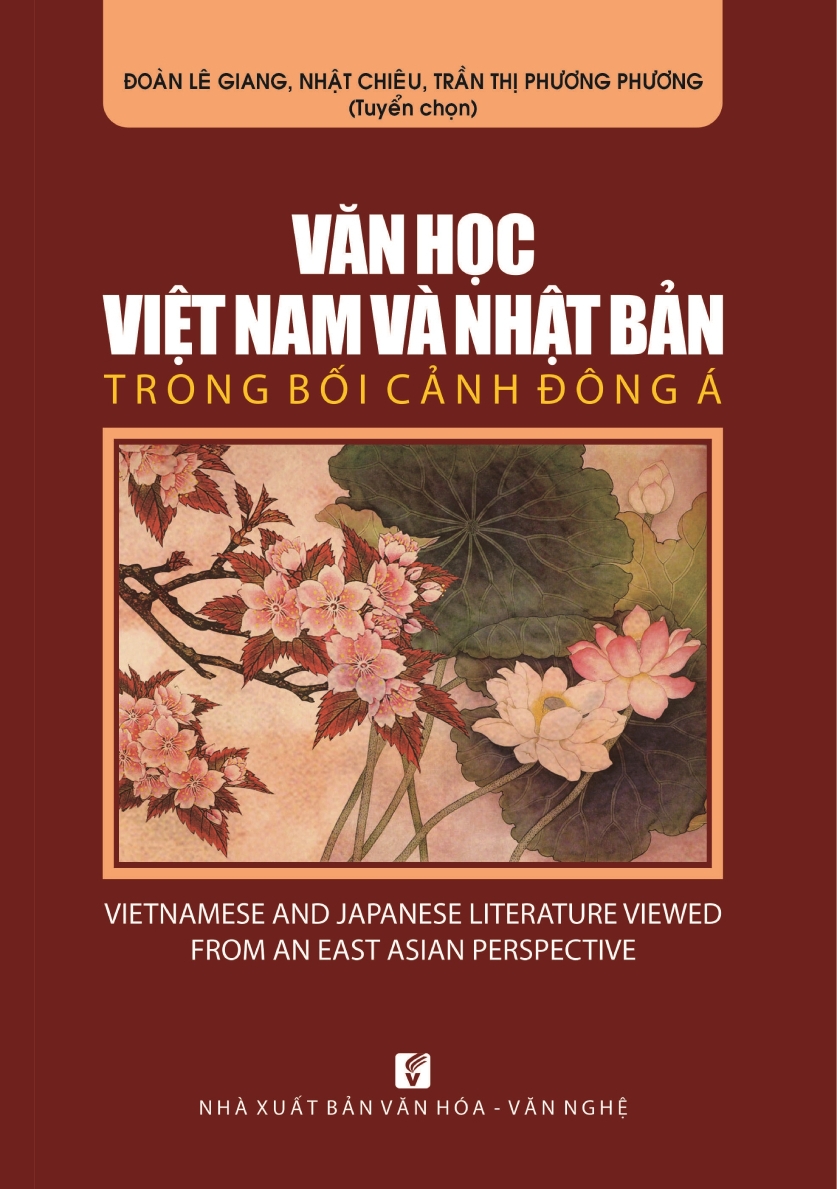 ĐOÀN LÊ GIANG, NHẬT CHIÊU, TRẦN THỊ PHƯƠNG PHƯƠNG
(Tuyển chọn)
VĂN HỌC
VIỆT NAM VÀ NHẬT BẢN
TRONG BỐI CẢNH ĐÔNG Á
VIETNAMESE AND JAPANESE LITERATURE VIEWED
FROM AN EAST ASIAN PERSPECTIVE
V
NHÀ XUẤT BẢN VĂN HÓA - VĂN NGHỆ